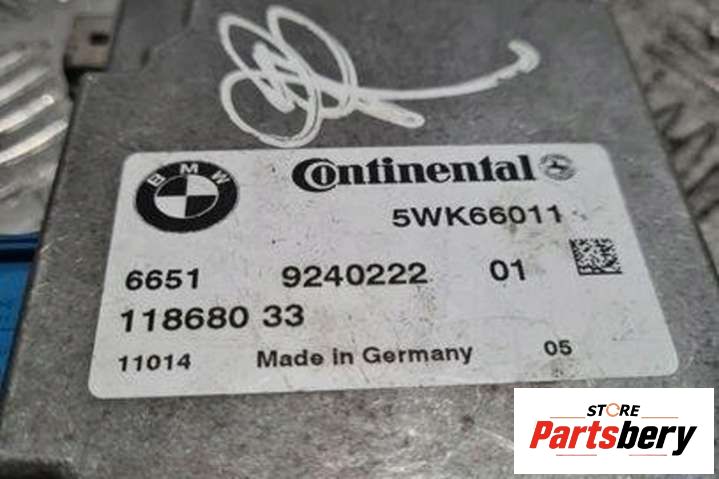 BMW Continental
5WK66011
6651 9240222 01
118680 33
11014 Made in Germany 05
STORE
Partsbery